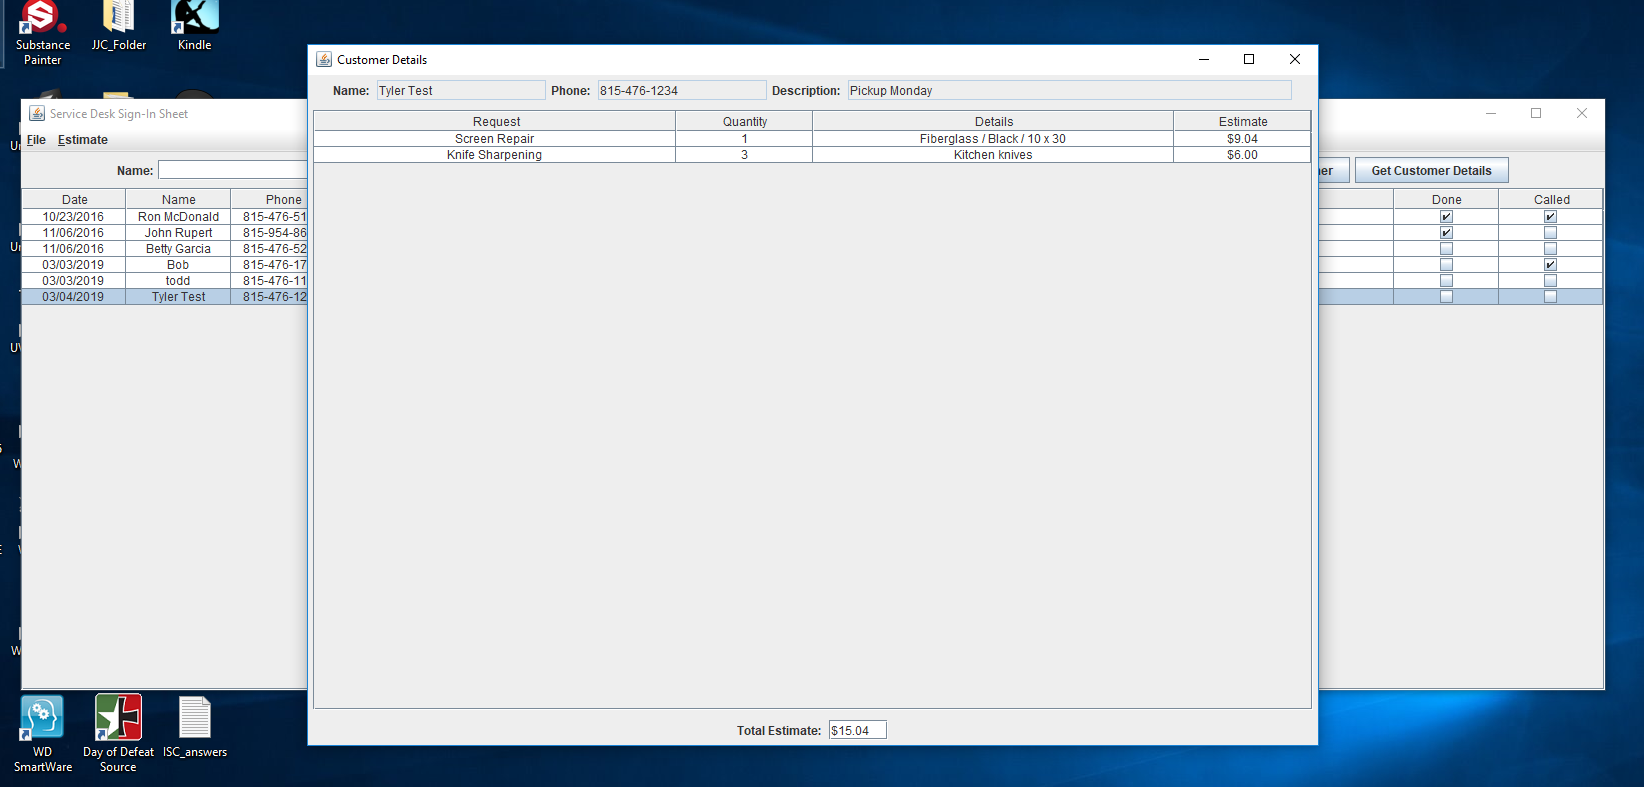 Substance
Painter
JJC_Folder
Kindle
Customer Details
Name: Tyler Test Phone: 815-476-1234 Description: Pickup Monday
Request Quantity Details Estimate
Screen Repair 1 Fiberglass / Black / 10 x 30 $9.04
Knife Sharpening 3 Kitchen knives $6.00
Total Estimate: $15.04
Service Desk Sign-In Sheet
File Estimate
Name:
Get Customer Details
Date Name Phone Done Called
10/23/2016 Ron McDonald 815-476-51
11/06/2016 John Rupert 815-954-86
11/06/2016 Betty Garcia 815-476-52
03/03/2019 Bob 815-476-17
03/03/2019 todd 815-476-11
03/04/2019 Tyler Test 815-476-12
WD
SmartWare
Day of Defeat
Source
ISC_answers